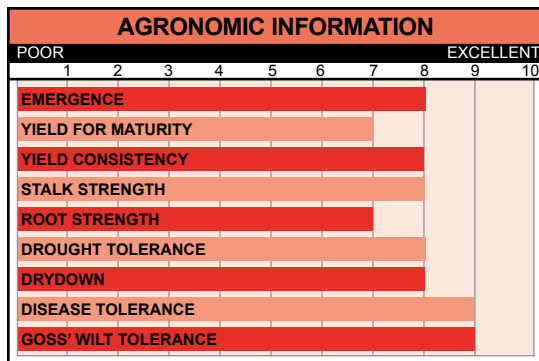 AGRONOMIC INFORMATION
POOR EXCELLENT
1 2 3 4 5 6 7 8 9 10
EMERGENCE
YIELD FOR MATURITY
YIELD CONSISTENCY
STALK STRENGTH
ROOT STRENGTH
DROUGHT TOLERANCE
DRYDOWN
DISEASE TOLERANCE
GOSS' WILT TOLERANCE